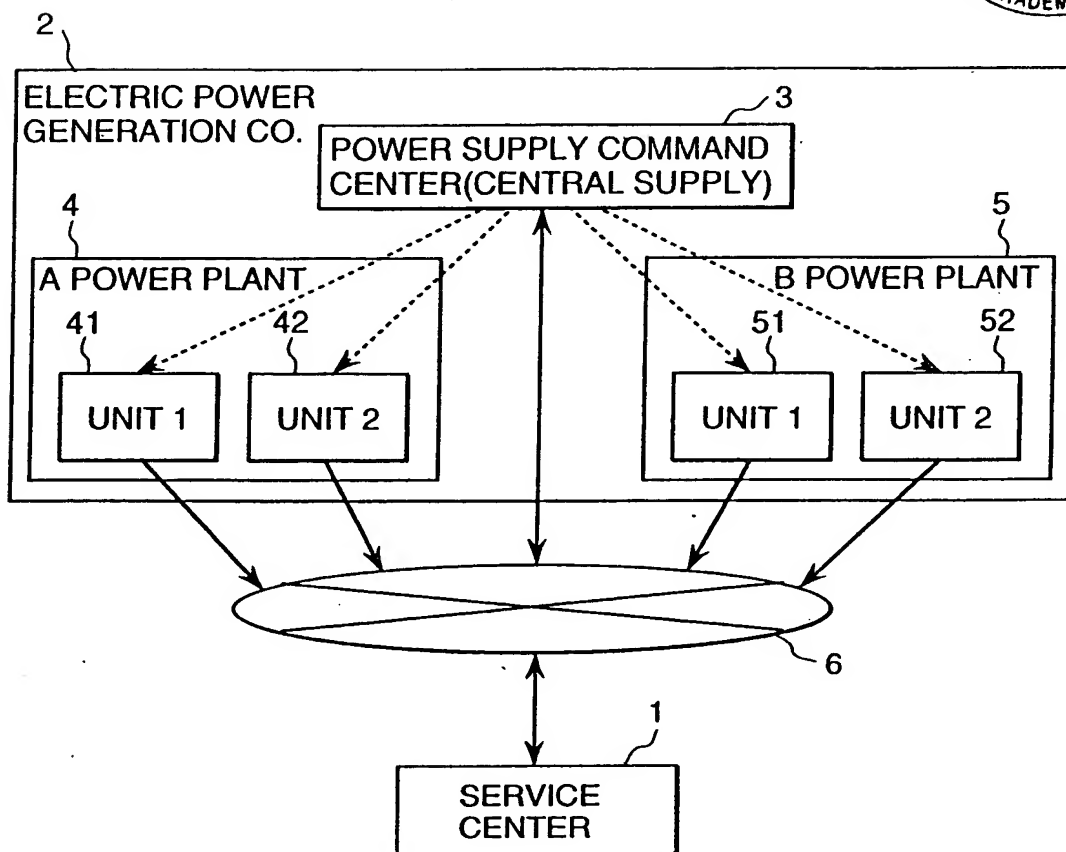 2
ELECTRIC POWER
GENERATION CO.
3
POWER SUPPLY COMMAND
CENTER(CENTRAL SUPPLY)
4
A POWER PLANT
41
42
UNIT 1
UNIT 2
5
B POWER PLANT
51
52
UNIT 1
UNIT 2
6
1
SERVICE
CENTER